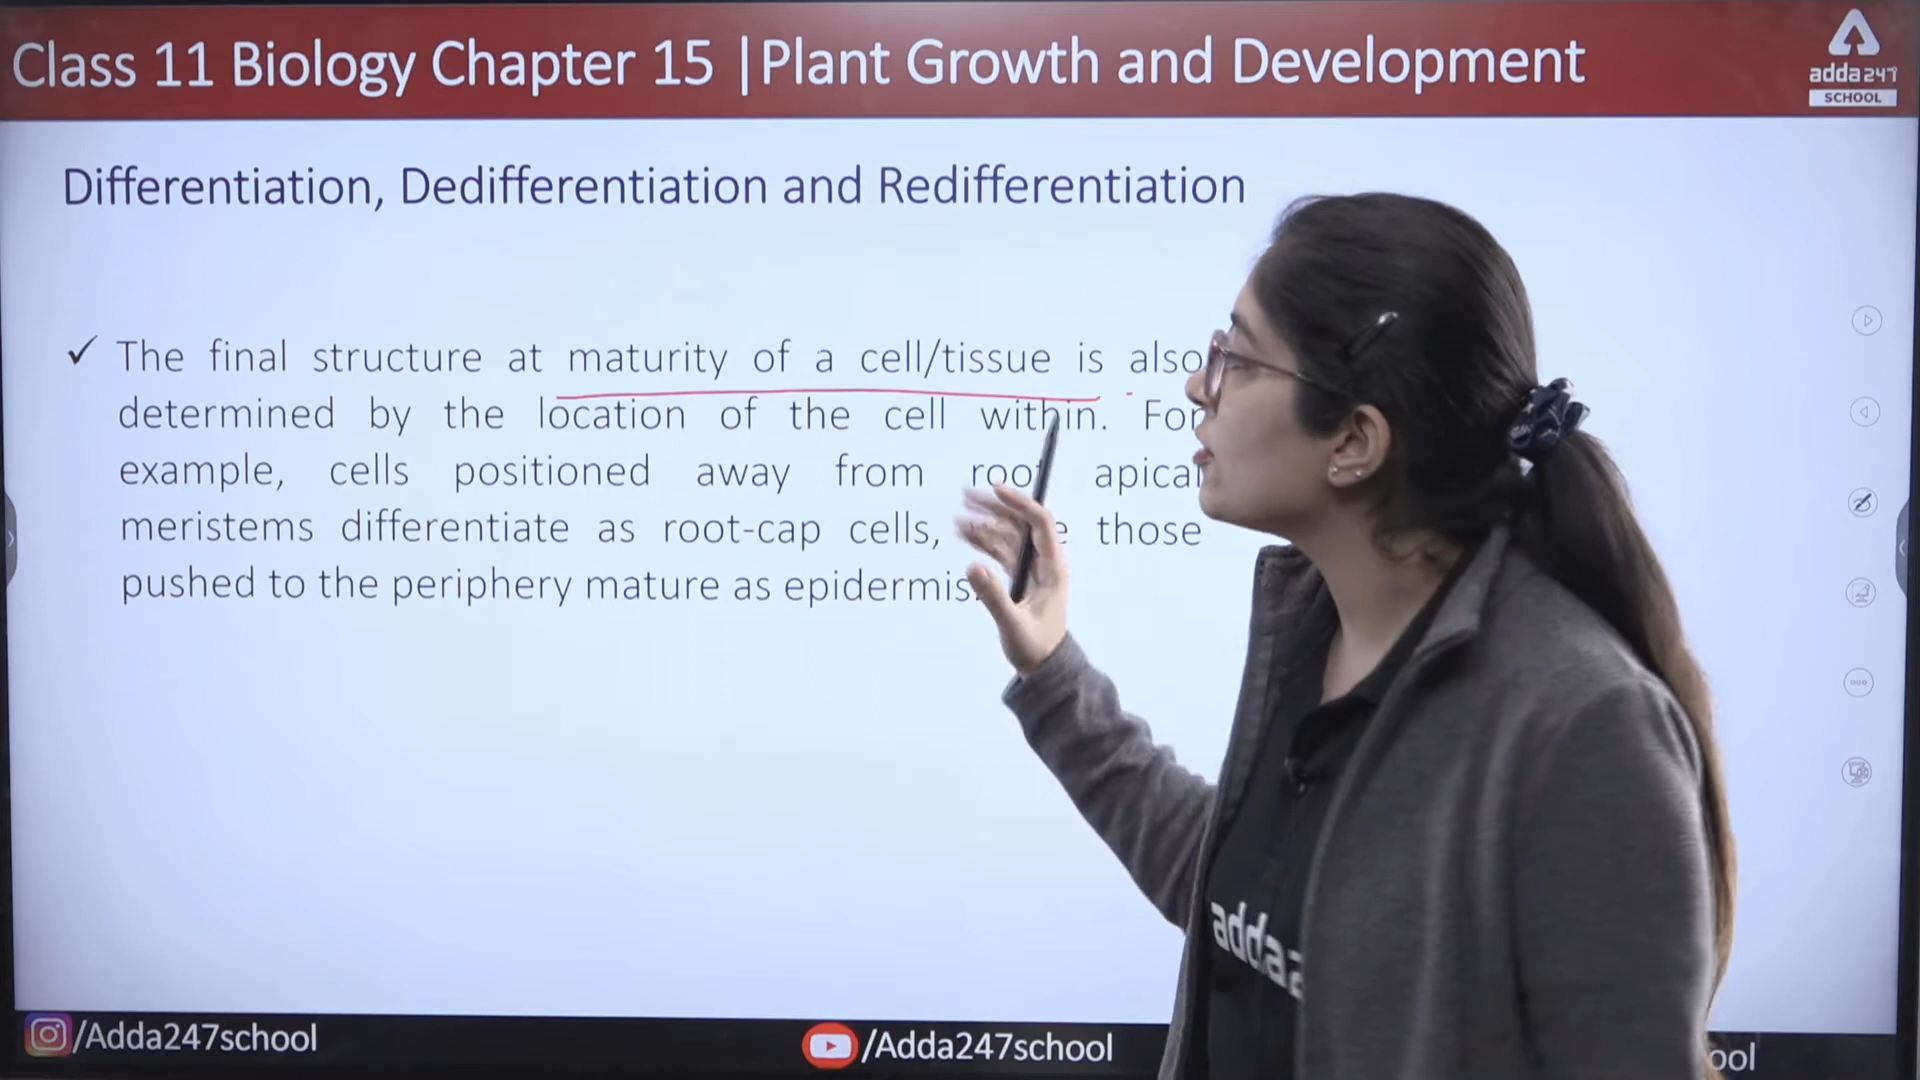 Class 11 Biology Chapter 15 | Plant Growth and Development
adda247
SCHOOL
Differentiation, Dedifferentiation and Redifferentiation
✓ The final structure at maturity of a cell/tissue is also
determined by the location of the cell within. For
example, cells positioned away from root apical
meristems differentiate as root-cap cells, those
pushed to the periphery mature as epidermis.
adda2
/Adda247school
/Adda247school
ool